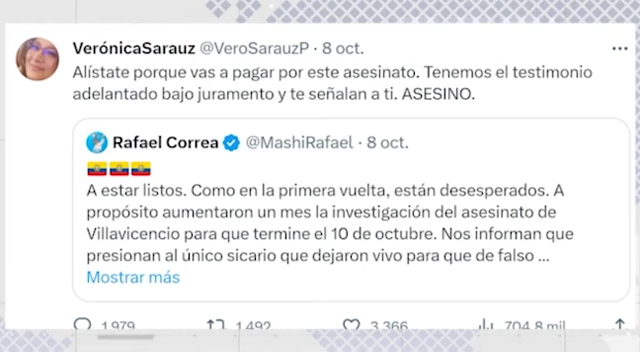 VerónicaSarauz @VeroSarauzP · 8 oct.
Alístate porque vas a pagar por este asesinato. Tenemos el testimonio
adelantado bajo juramento y te señalan a ti. ASESINO.
Rafael Correa @MashiRafael · 8 oct.
🇪🇨🇪🇨🇪🇨
A estar listos. Como en la primera vuelta, están desesperados. A
propósito aumentaron un mes la investigación del asesinato de
Villavicencio para que termine el 10 de octubre. Nos informan que
presionan al único sicario que dejaron vivo para que de falso ...
Mostrar más
1.979 1.492 3.366 704,8 mil